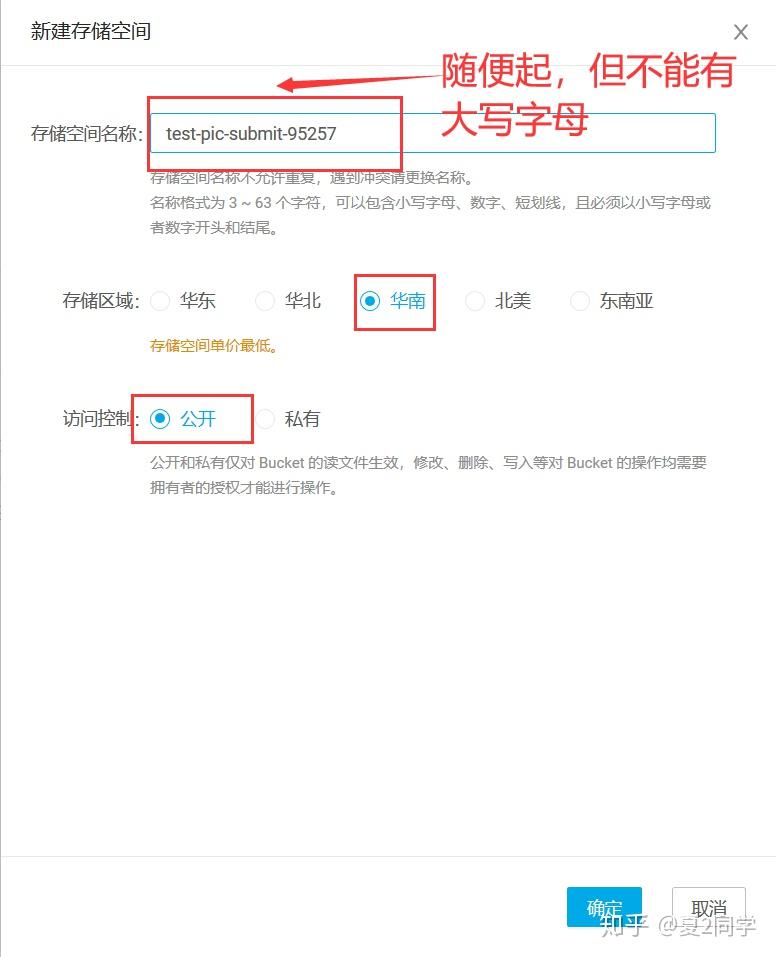 新建存储空间
随便起，但不能有
大写字母
存储空间名称: test-pic-submit-95257
存储空间名称不允许重复，遇到冲突请更换名称。
名称格式为 3 ~ 63 个字符，可以包含小写字母、数字、短划线，且必须以小写字母或
者数字开头和结尾。
存储区域: 华东 华北 华南 北美 东南亚
存储空间单价最低。
访问控制: 公开 私有
公开和私有仅对 Bucket 的读文件生效，修改、删除、写入等对 Bucket 的操作均需要
拥有者的授权才能进行操作。
确定 取消
知乎 @夏2同学